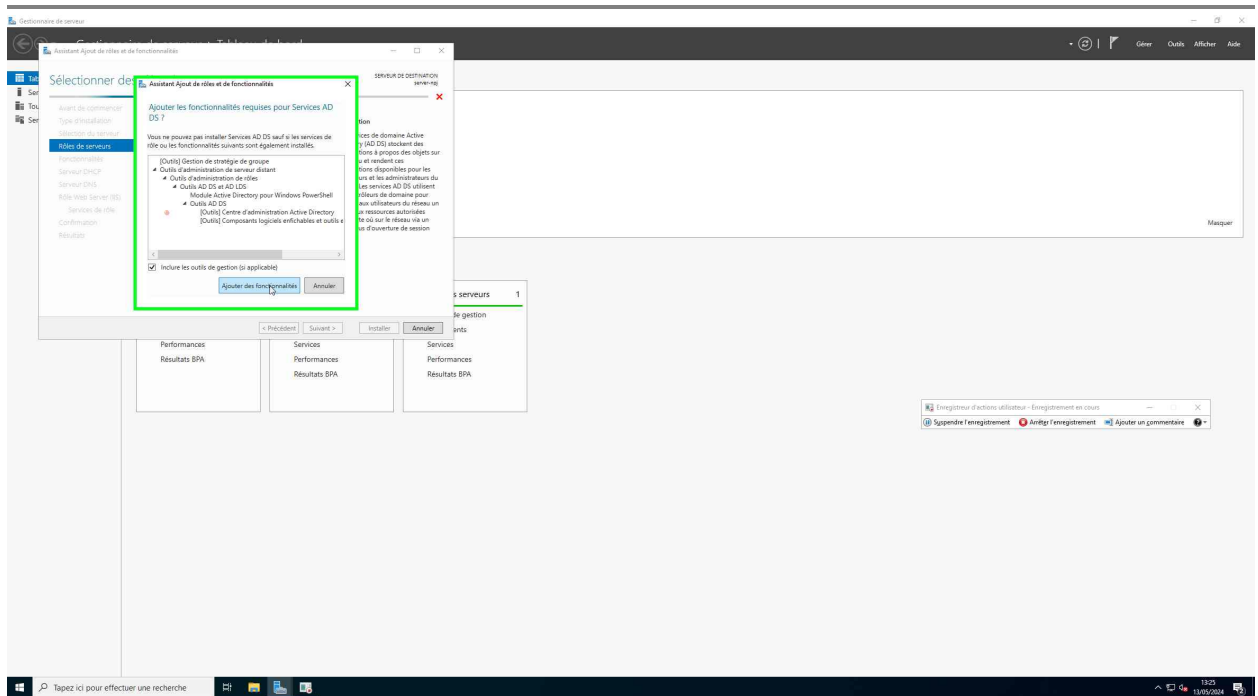 Gestionnaire de serveur
Gérer Outils Afficher Aide
Assistant Ajout de rôles et de fonctionnalités
Sélectionner des
SERVEUR DE DESTINATION
Avant de commencer
Type d'installation
Sélection du serveur
Rôles de serveurs
Fonctionnalités
Serveur DHCP
Serveur DNS
Rôle Web Server (IIS)
Services de rôle
Confirmation
Résultats
Assistant Ajout de rôles et de fonctionnalités
Ajouter les fonctionnalités requises pour Services AD
DS ?
Vous ne pouvez pas installer Services AD DS sauf si les services de
rôle ou les fonctionnalités suivants sont également installés.
[Outils] Gestion de stratégie de groupe
Outils d'administration de serveur distant
Outils d'administration de rôles
Outils AD DS et AD LDS
Module Active Directory pour Windows PowerShell
Outils AD DS
[Outils] Centre d'administration Active Directory
[Outils] Composants logiciels enfichables et outils e
Inclure les outils de gestion (si applicable)
Ajouter des fonctionnalités Annuler
tion
ices de domaine Active
y (AD DS) stockent des
tions à propos des objets sur
u et rendent ces
tions disponibles pour les
urs et les administrateurs du
Les services AD DS utilisent
rôleurs de domaine pour
aux utilisateurs du réseau un
x ressources autorisées
te où sur le réseau via un
us d'ouverture de session
< Précédent Suivant > Installer Annuler
Masquer
s serveurs 1
de gestion
ents
Performances Services Services
Résultats BPA Performances Performances
Résultats BPA Résultats BPA
Enregistreur d'actions utilisateur - Enregistrement en cours
Suspendre l'enregistrement Arrêter l'enregistrement Ajouter un commentaire
Tapez ici pour effectuer une recherche
13:25
13/05/2024